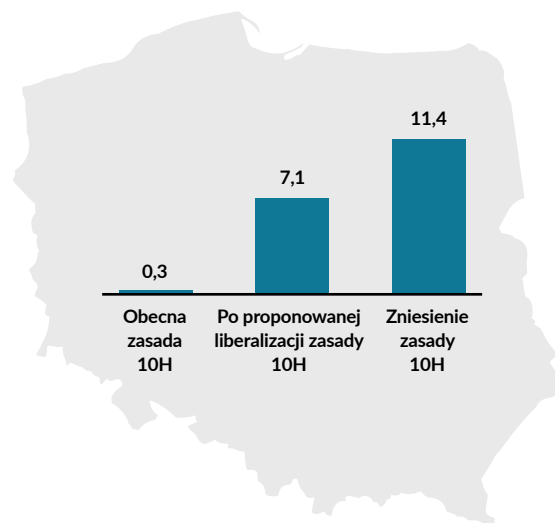 11,4
7,1
0,3
Obecna
zasada
10H
Po proponowanej
liberalizacji zasady
10H
Zniesienie
zasady
10H